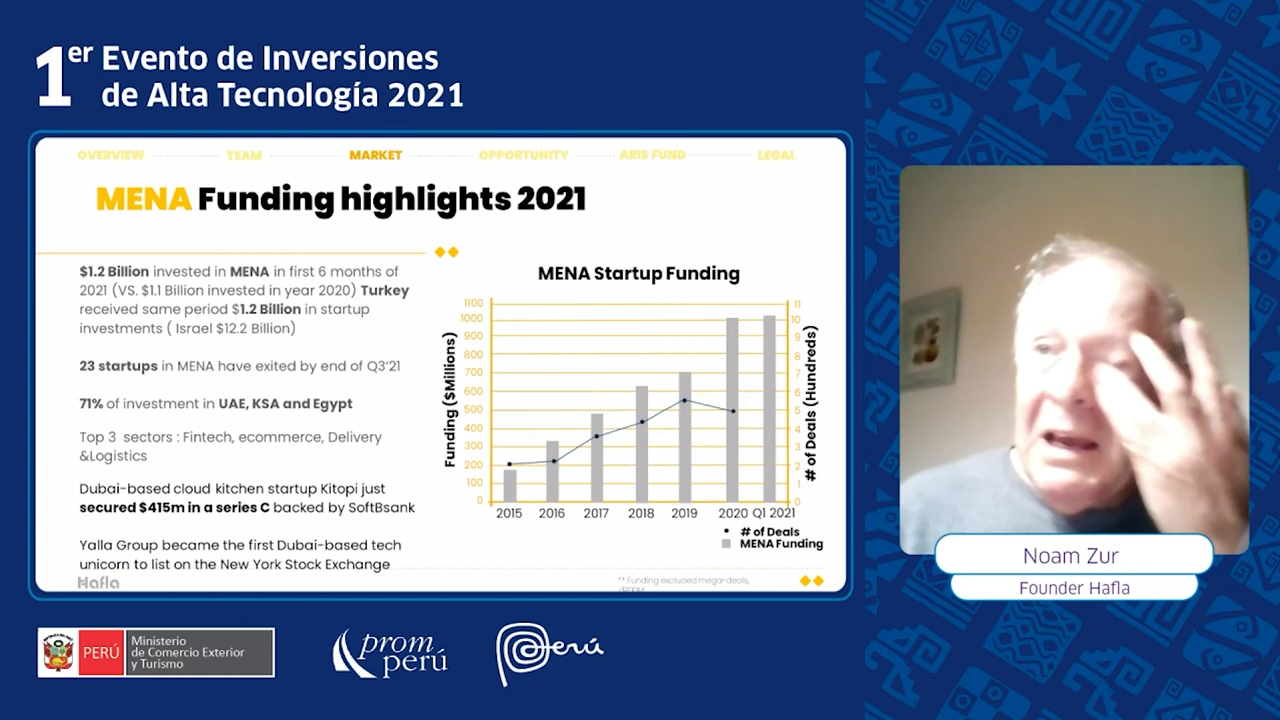 1er Evento de Inversiones
de Alta Tecnología 2021
OVERVIEW TEAM MARKET OPPORTUNITY ARIS FUND LEGAL
MENA Funding highlights 2021
$1.2 Billion invested in MENA in first 6 months of
2021 (VS. $1.1 Billion invested in year 2020) Turkey
received same period $1.2 Billion in startup
investments ( Israel $12.2 Billion)
23 startups in MENA have exited by end of Q3'21
71% of investment in UAE, KSA and Egypt
Top 3 sectors : Fintech, ecommerce, Delivery
&Logistics
Dubai-based cloud kitchen startup Kitopi just
secured $415m in a series C backed by SoftBsank
Yalla Group became the first Dubai-based tech
unicorn to list on the New York Stock Exchange
Hafla
MENA Startup Funding
Funding ($Millions)
1100
1000
900
800
700
600
500
400
300
200
100
0
11
10
9
8
7
6
5
4
3
2
1
0
# of Deals (Hundreds)
2015 2016 2017 2018 2019 2020 Q1 2021
# of Deals
MENA Funding
** Funding excluded mega-deals,
Noam Zur
Founder Hafla
PERÚ
Ministerio
de Comercio Exterior
y Turismo
prom
perú
Perú